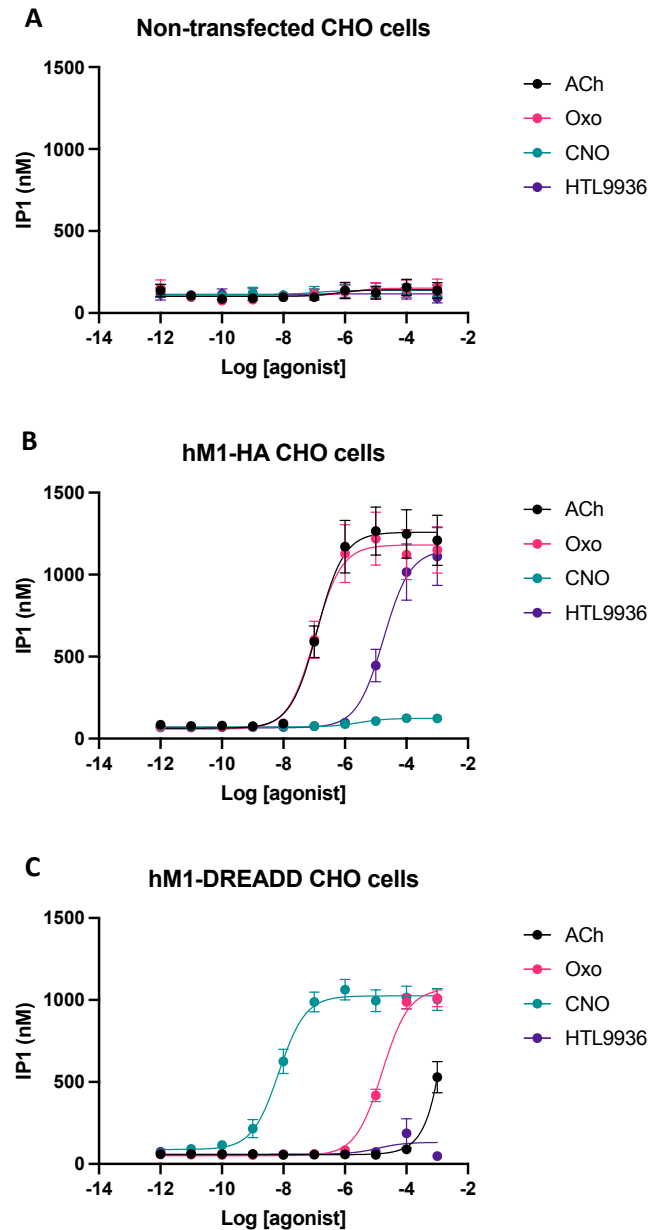 A
Non-transfected CHO cells
1500
1000
500
0
IP1 (nM)
-14 -12 -10 -8 -6 -4 -2
Log [agonist]
ACh
Oxo
CNO
HTL9936
B
hM1-HA CHO cells
1500
1000
500
0
IP1 (nM)
-14 -12 -10 -8 -6 -4 -2
Log [agonist]
ACh
Oxo
CNO
HTL9936
C
hM1-DREADD CHO cells
1500
1000
500
0
IP1 (nM)
-14 -12 -10 -8 -6 -4 -2
Log [agonist]
ACh
Oxo
CNO
HTL9936